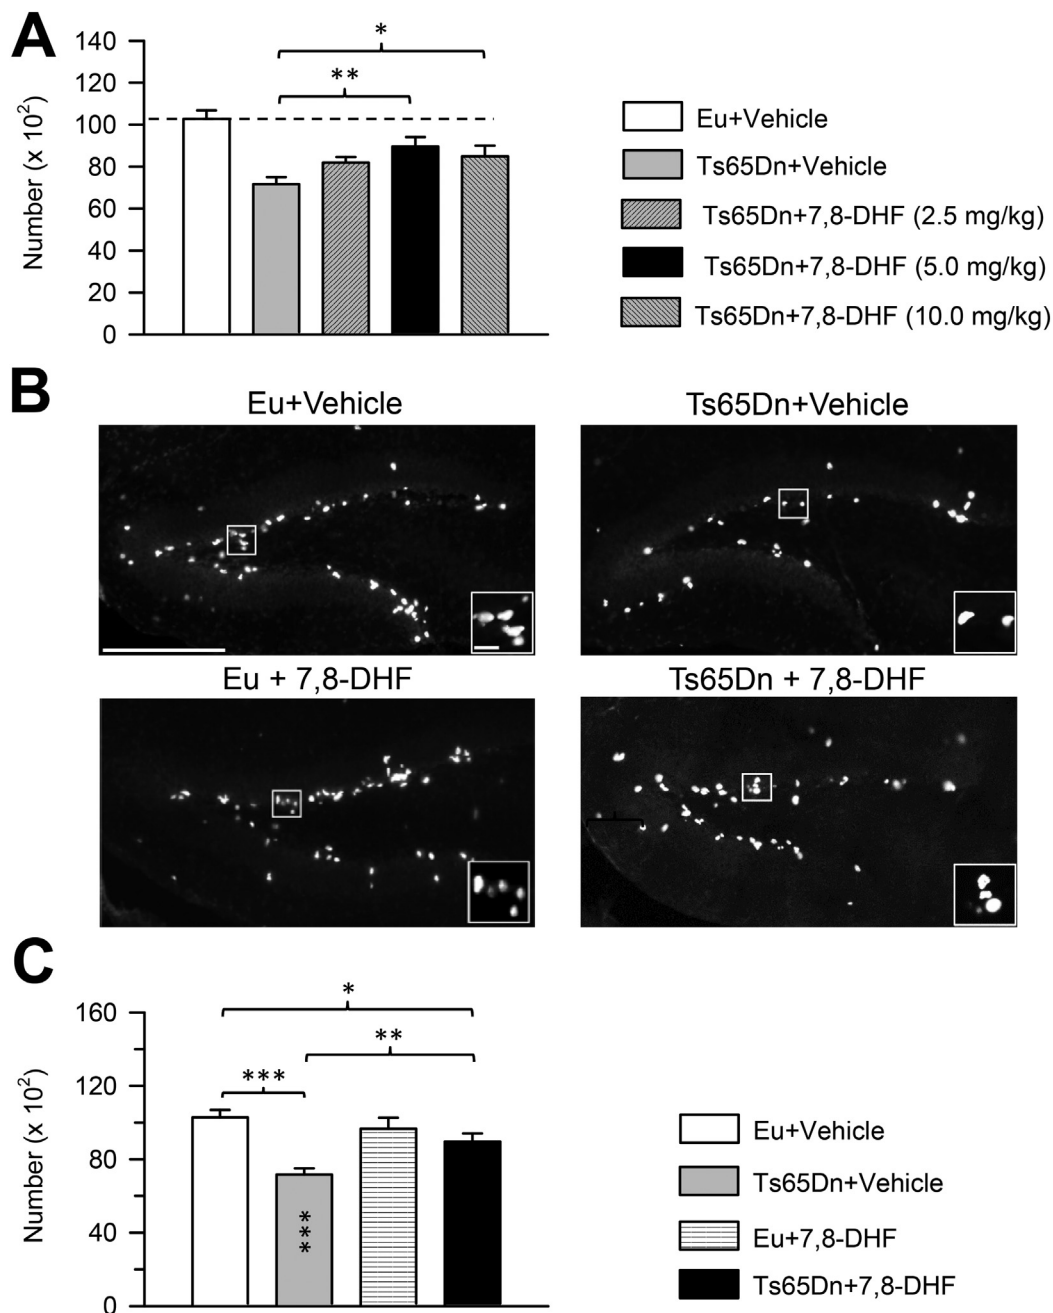 A
140
120
100
80
60
40
20
0
Number (x 10²)
*
**
Eu+Vehicle
Ts65Dn+Vehicle
Ts65Dn+7,8-DHF (2.5 mg/kg)
Ts65Dn+7,8-DHF (5.0 mg/kg)
Ts65Dn+7,8-DHF (10.0 mg/kg)
B
Eu+Vehicle
Ts65Dn+Vehicle
Eu + 7,8-DHF
Ts65Dn + 7,8-DHF
C
160
120
80
40
0
Number (x 10²)
*
**
***
***
Eu+Vehicle
Ts65Dn+Vehicle
Eu+7,8-DHF
Ts65Dn+7,8-DHF